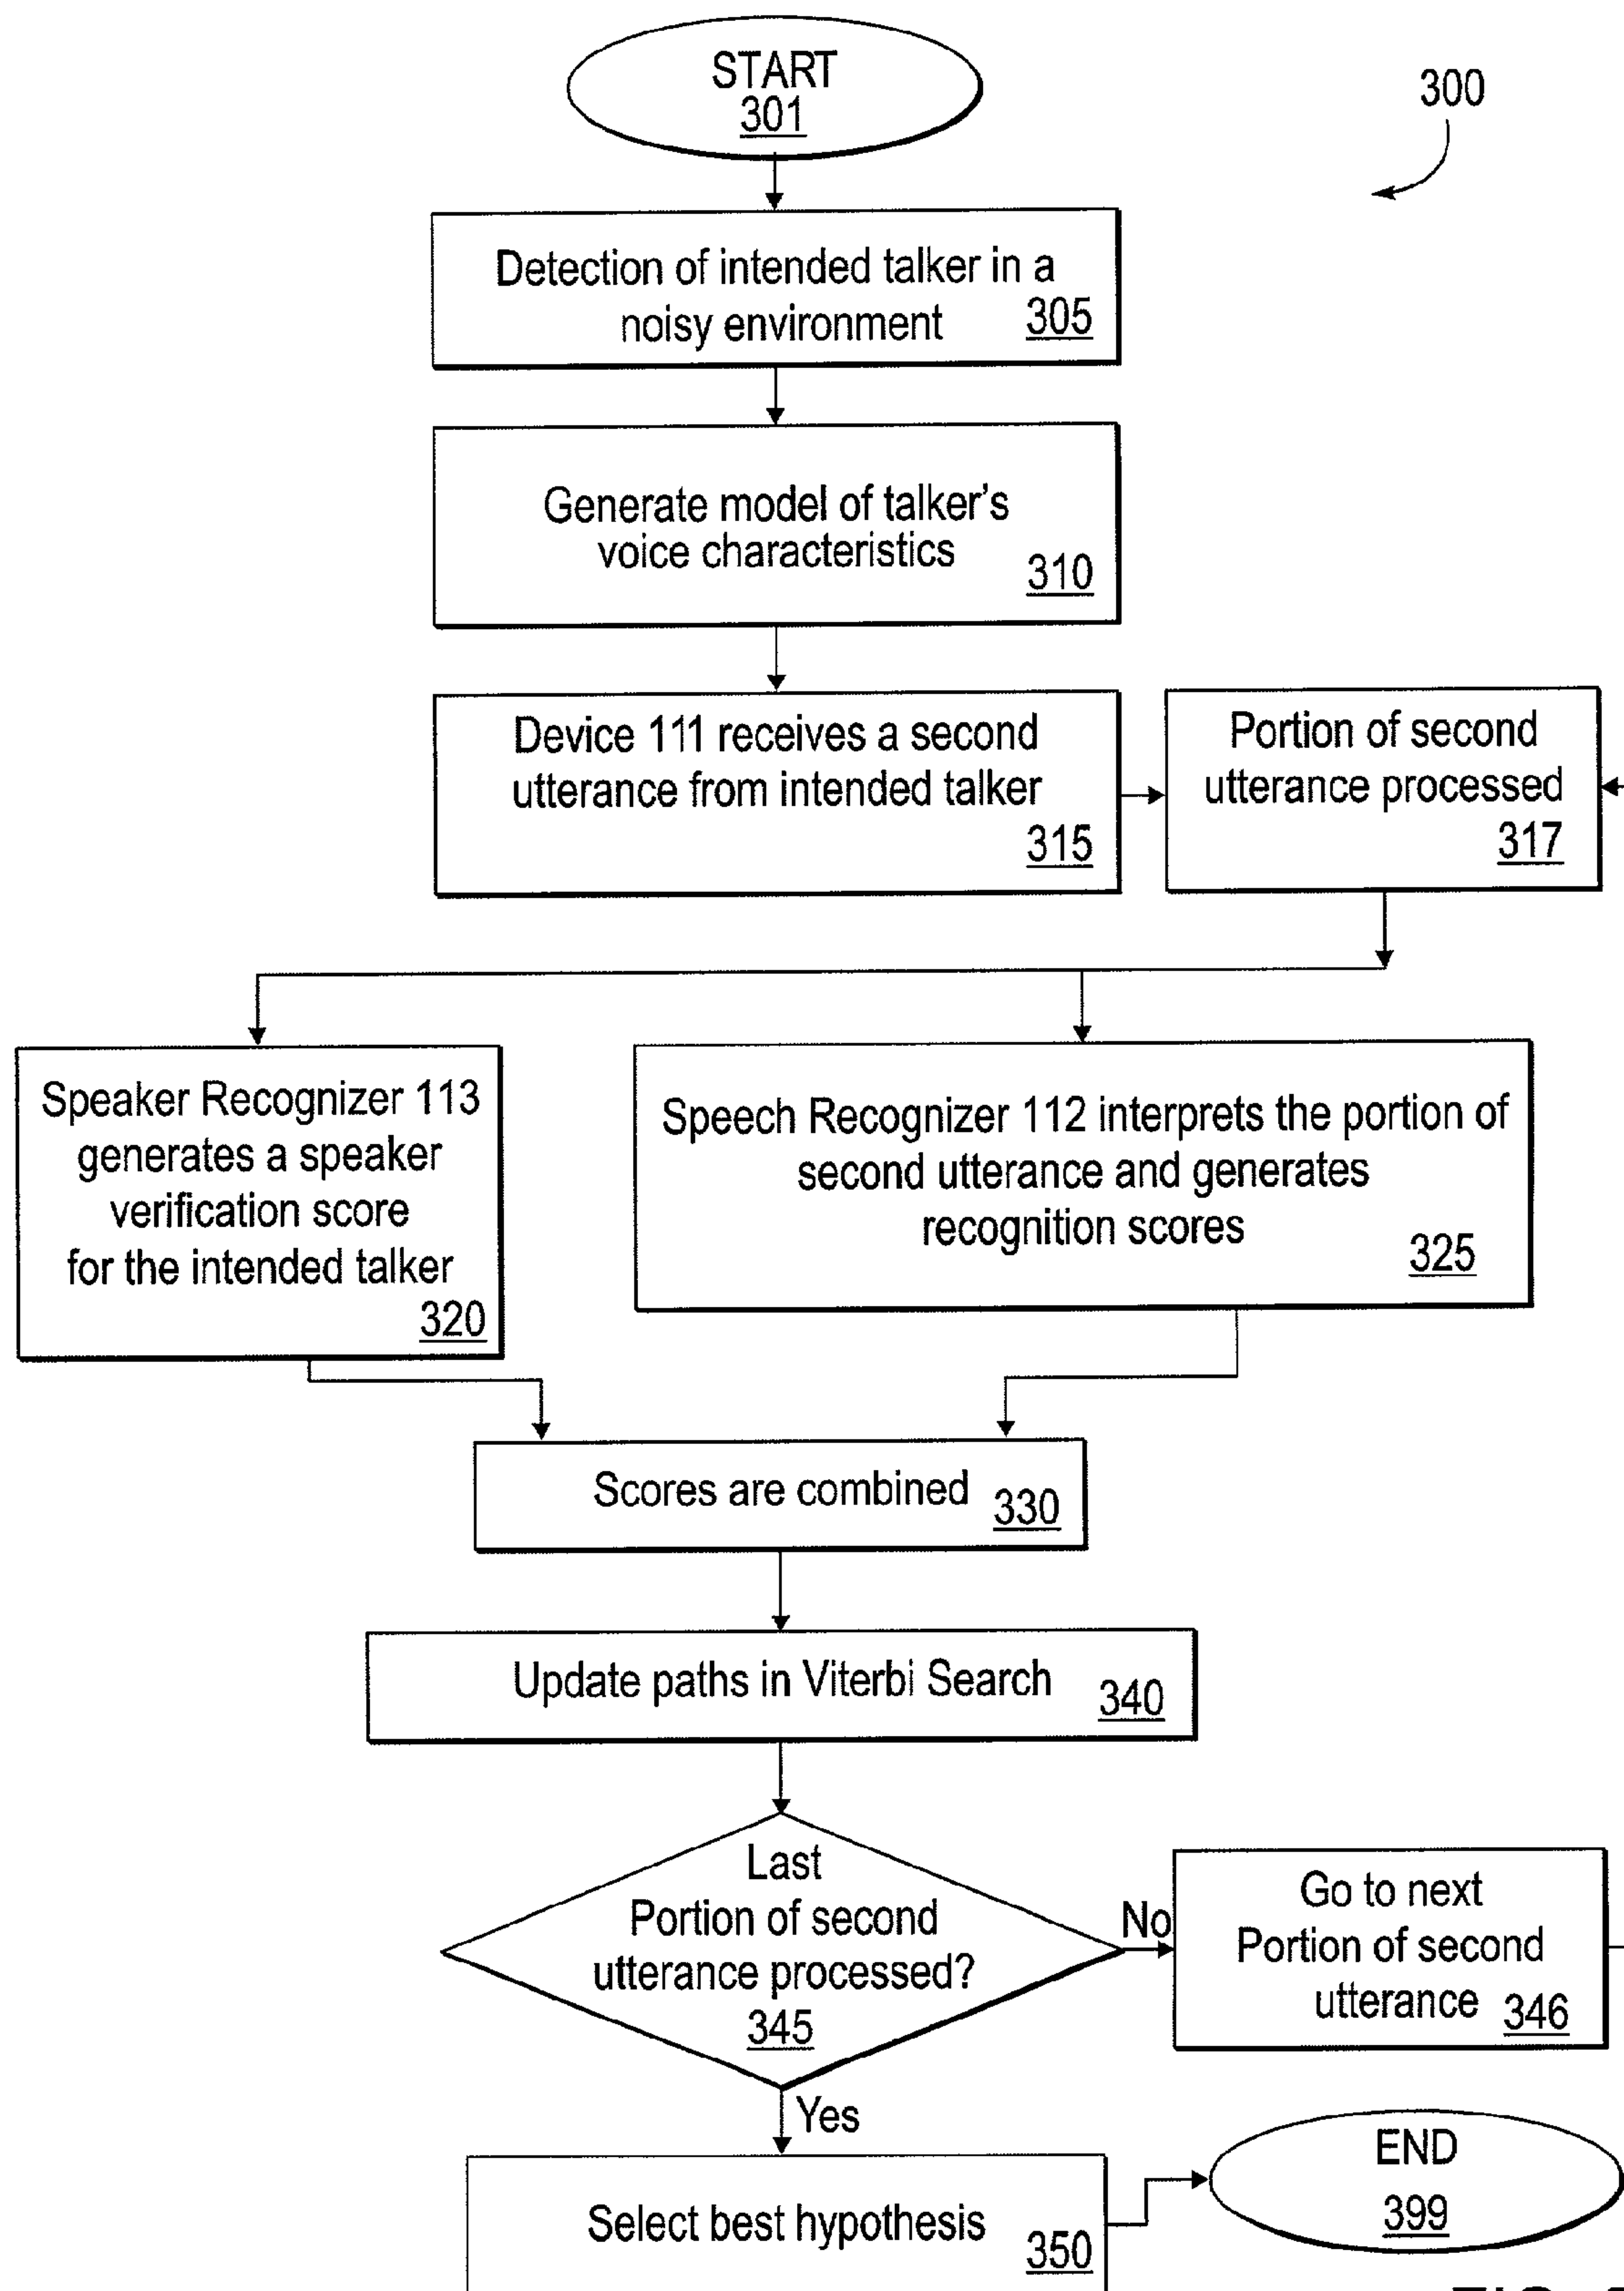 START
301
300
Detection of intended talker in a
noisy environment 305
Generate model of talker's
voice characteristics
310
Device 111 receives a second
utterance from intended talker
315
Portion of second
utterance processed
317
Speaker Recognizer 113
generates a speaker
verification score
for the intended talker
320
Speech Recognizer 112 interprets the portion of
second utterance and generates
recognition scores
325
Scores are combined 330
Update paths in Viterbi Search 340
Last
Portion of second
utterance processed?
345
No
Go to next
Portion of second
utterance 346
Yes
Select best hypothesis 350
END
399